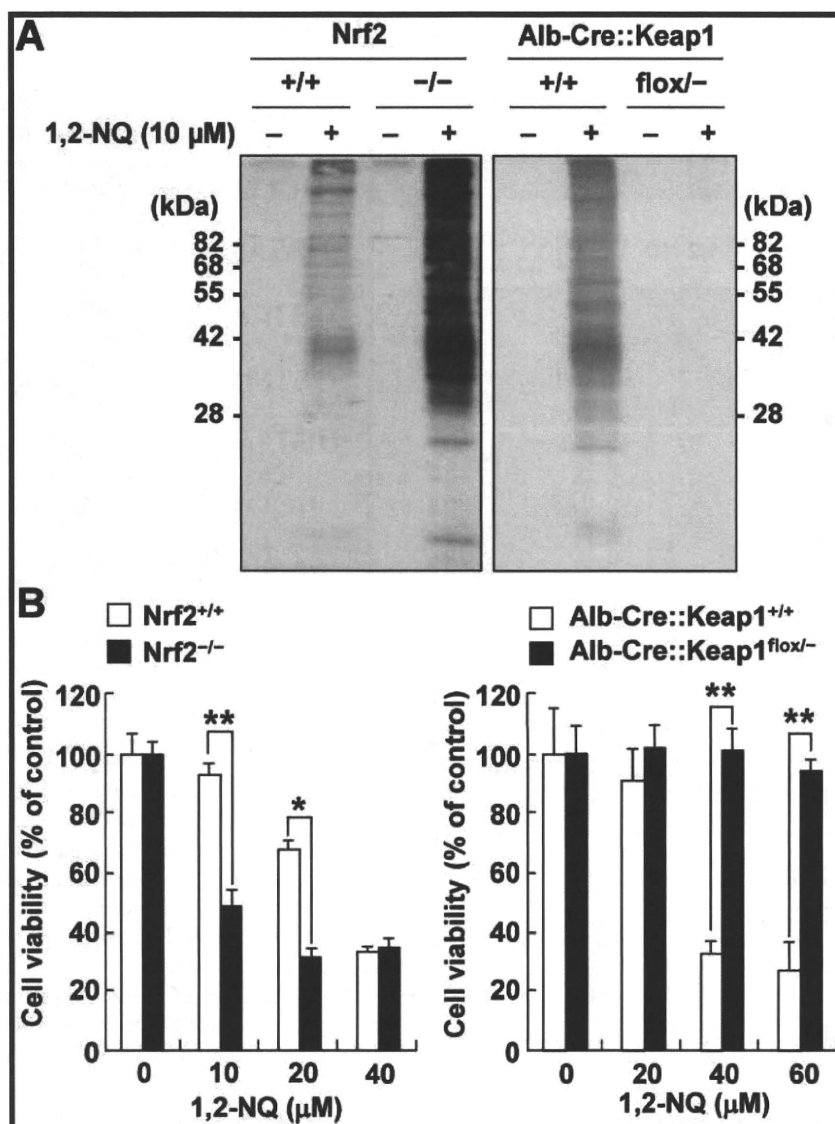 A
Nrf2 Alb-Cre::Keap1
+/+ −/− +/+ flox/−
1,2-NQ (10 µM) − + − + − + − +
(kDa) (kDa)
82 82
68 68
55 55
42 42
28 28
B
Nrf2+/+ Alb-Cre::Keap1+/+
Nrf2−/− Alb-Cre::Keap1flox/−
Cell viability (% of control)
120
100
80
60
40
20
0
** *
0 10 20 40
1,2-NQ (µM)
Cell viability (% of control)
120
100
80
60
40
20
0
** **
0 20 40 60
1,2-NQ (µM)